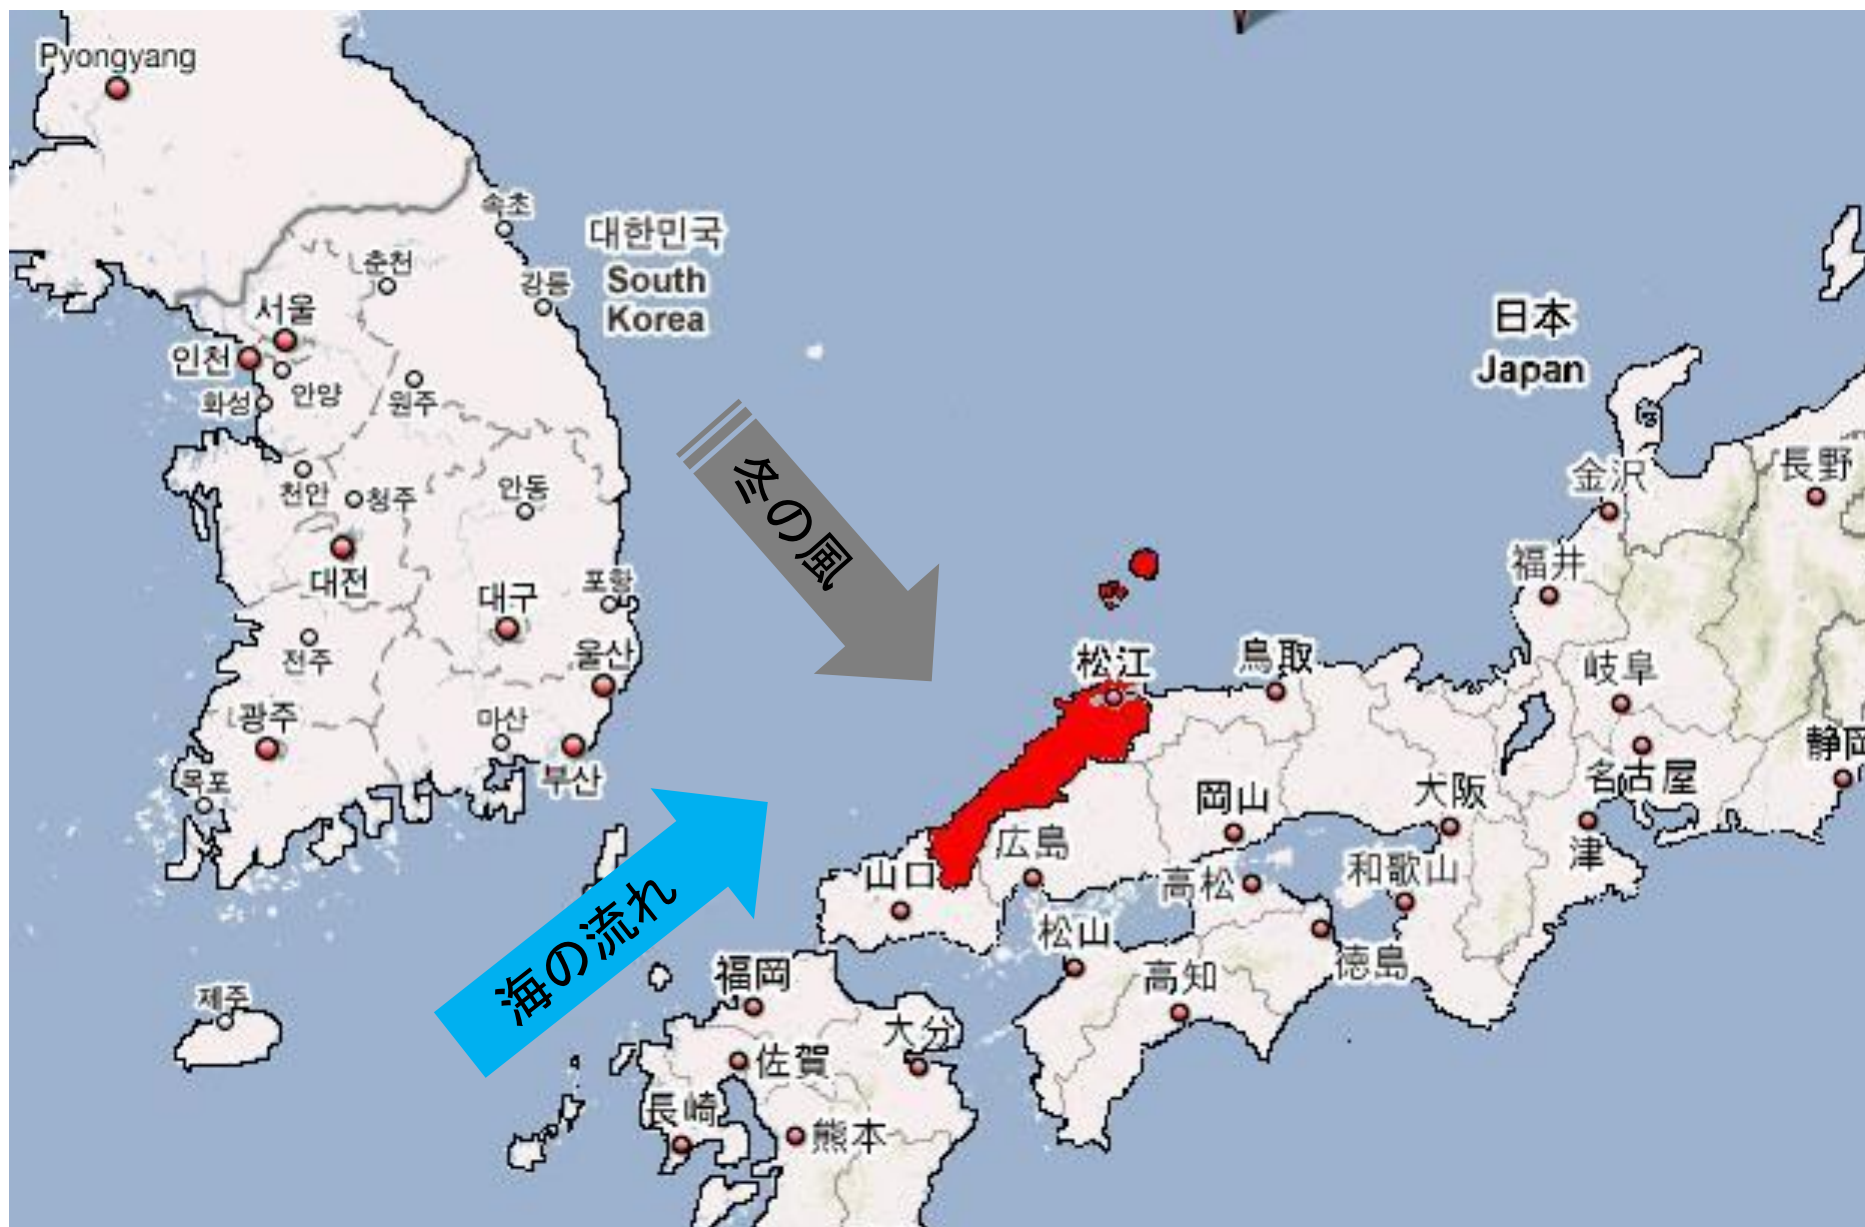 Pyongyang
속초
대한민국
South
Korea
춘천
강릉
서울
인천
안양
화성
원주
日本
Japan
冬の風
金沢
長野
천안
청주
안동
대전
대구
포항
福井
전주
울산
松江
鳥取
岐阜
광주
마산
静岡
부산
목포
岡山
大阪
名古屋
広島
山口
高松
和歌山
津
海の流れ
松山
徳島
福岡
高知
제주
大分
佐賀
長崎
熊本